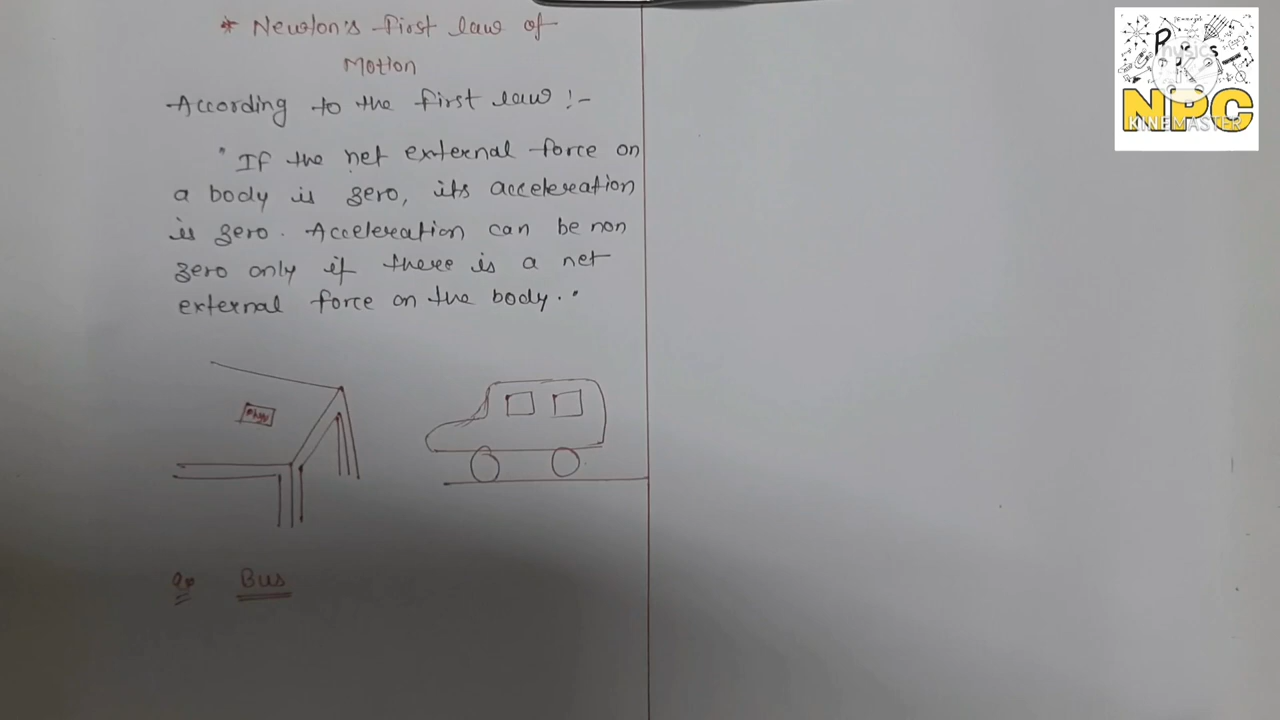 * Newton's first law of
Motion
According to the first law :-
"If the net external force on
a body is zero, its acceleration
is zero. Acceleration can be non
zero only if there is a net
external force on the body."
Phy
Bus
Physics
NPC
KINEMASTER